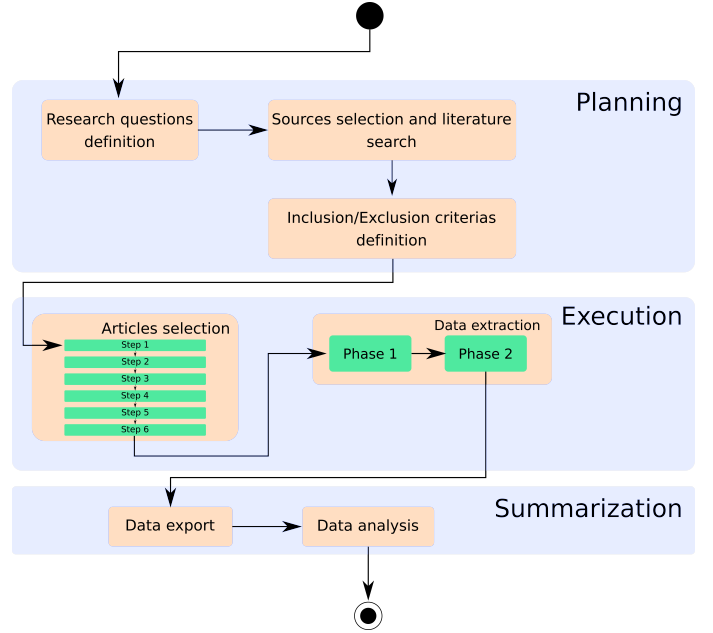 Planning
Research questions
definition
Sources selection and literature
search
Inclusion/Exclusion criterias
definition
Execution
Articles selection
Step 1
Step 2
Step 3
Step 4
Step 5
Step 6
Data extraction
Phase 1
Phase 2
Summarization
Data export
Data analysis